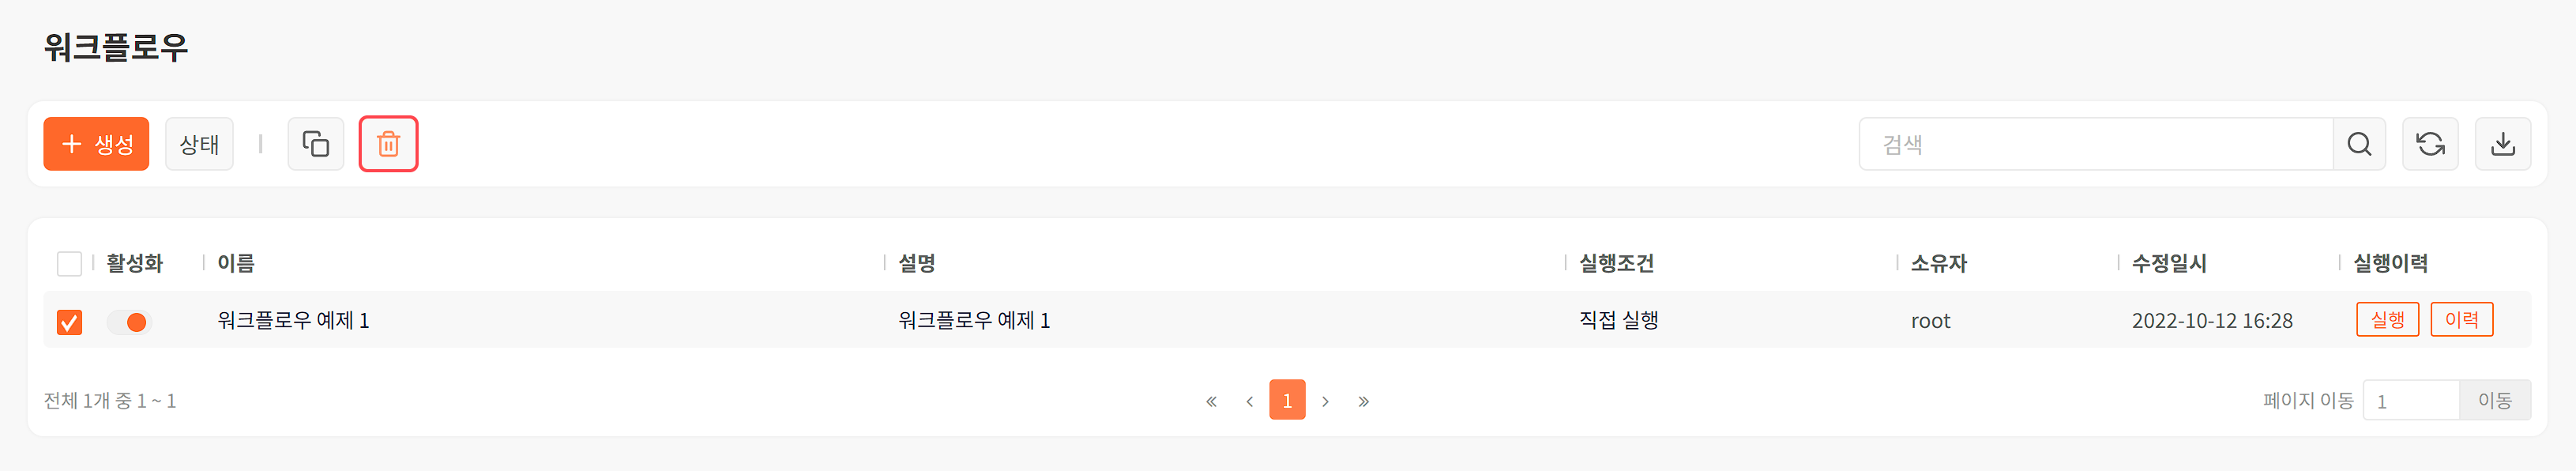 워크플로우
생성 상태 검색
활성화 이름 설명 실행조건 소유자 수정일시 실행이력
워크플로우 예제 1 워크플로우 예제 1 직접 실행 root 2022-10-12 16:28 실행 이력
전체 1개 중 1 ~ 1 « ‹ 1 › » 페이지 이동 1 이동